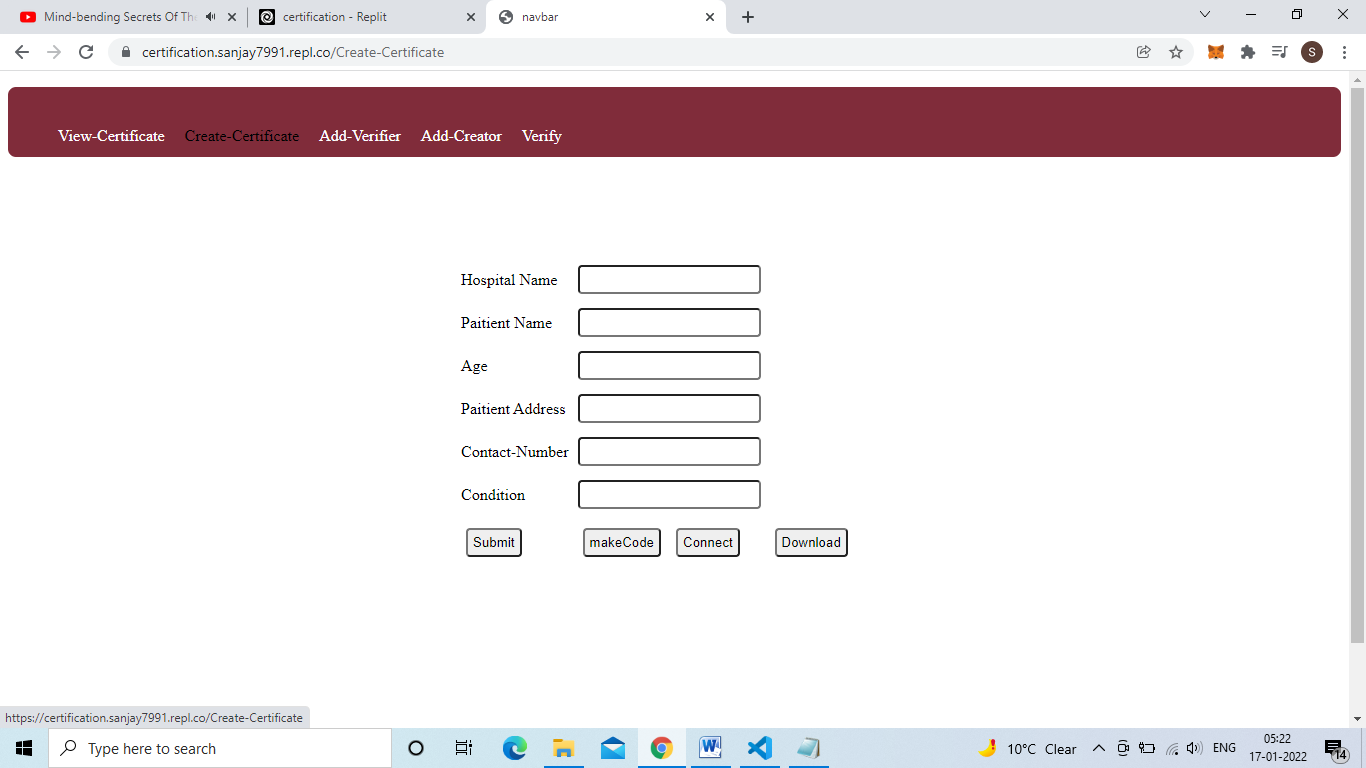 Mind-bending Secrets Of Th
certification - Replit
navbar
certification.sanjay7991.repl.co/Create-Certificate
S
View-Certificate Create-Certificate Add-Verifier Add-Creator Verify
Hospital Name
Paitient Name
Age
Paitient Address
Contact-Number
Condition
Submit makeCode Connect Download
https://certification.sanjay7991.repl.co/Create-Certificate
Type here to search
10°C Clear
ENG
05:22
17-01-2022
14